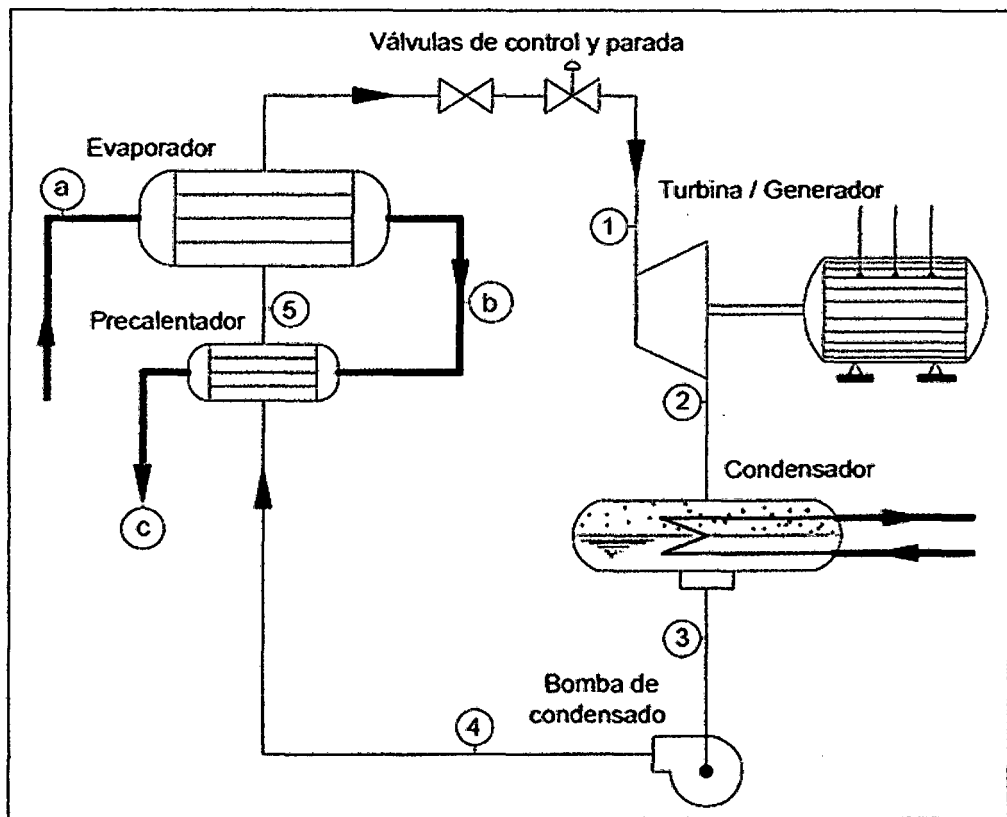 Válvulas de control y parada
Evaporador
a
Turbina / Generador
1
5
b
Precalentador
2
Condensador
c
3
Bomba de
condensado
4